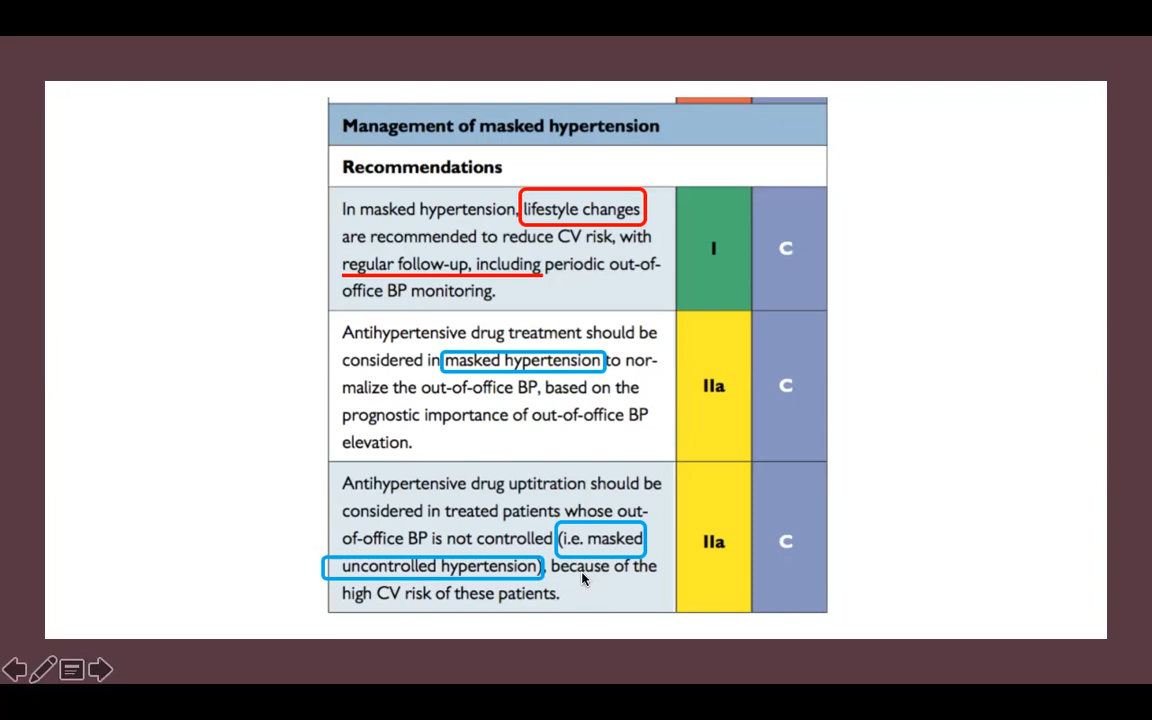 Management of masked hypertension
Recommendations
In masked hypertension, lifestyle changes
are recommended to reduce CV risk, with
regular follow-up, including periodic out-of-
office BP monitoring.
I
C
Antihypertensive drug treatment should be
considered in masked hypertension to nor-
malize the out-of-office BP, based on the
prognostic importance of out-of-office BP
elevation.
IIa
C
Antihypertensive drug uptitration should be
considered in treated patients whose out-
of-office BP is not controlled (i.e. masked
uncontrolled hypertension), because of the
high CV risk of these patients.
IIa
C